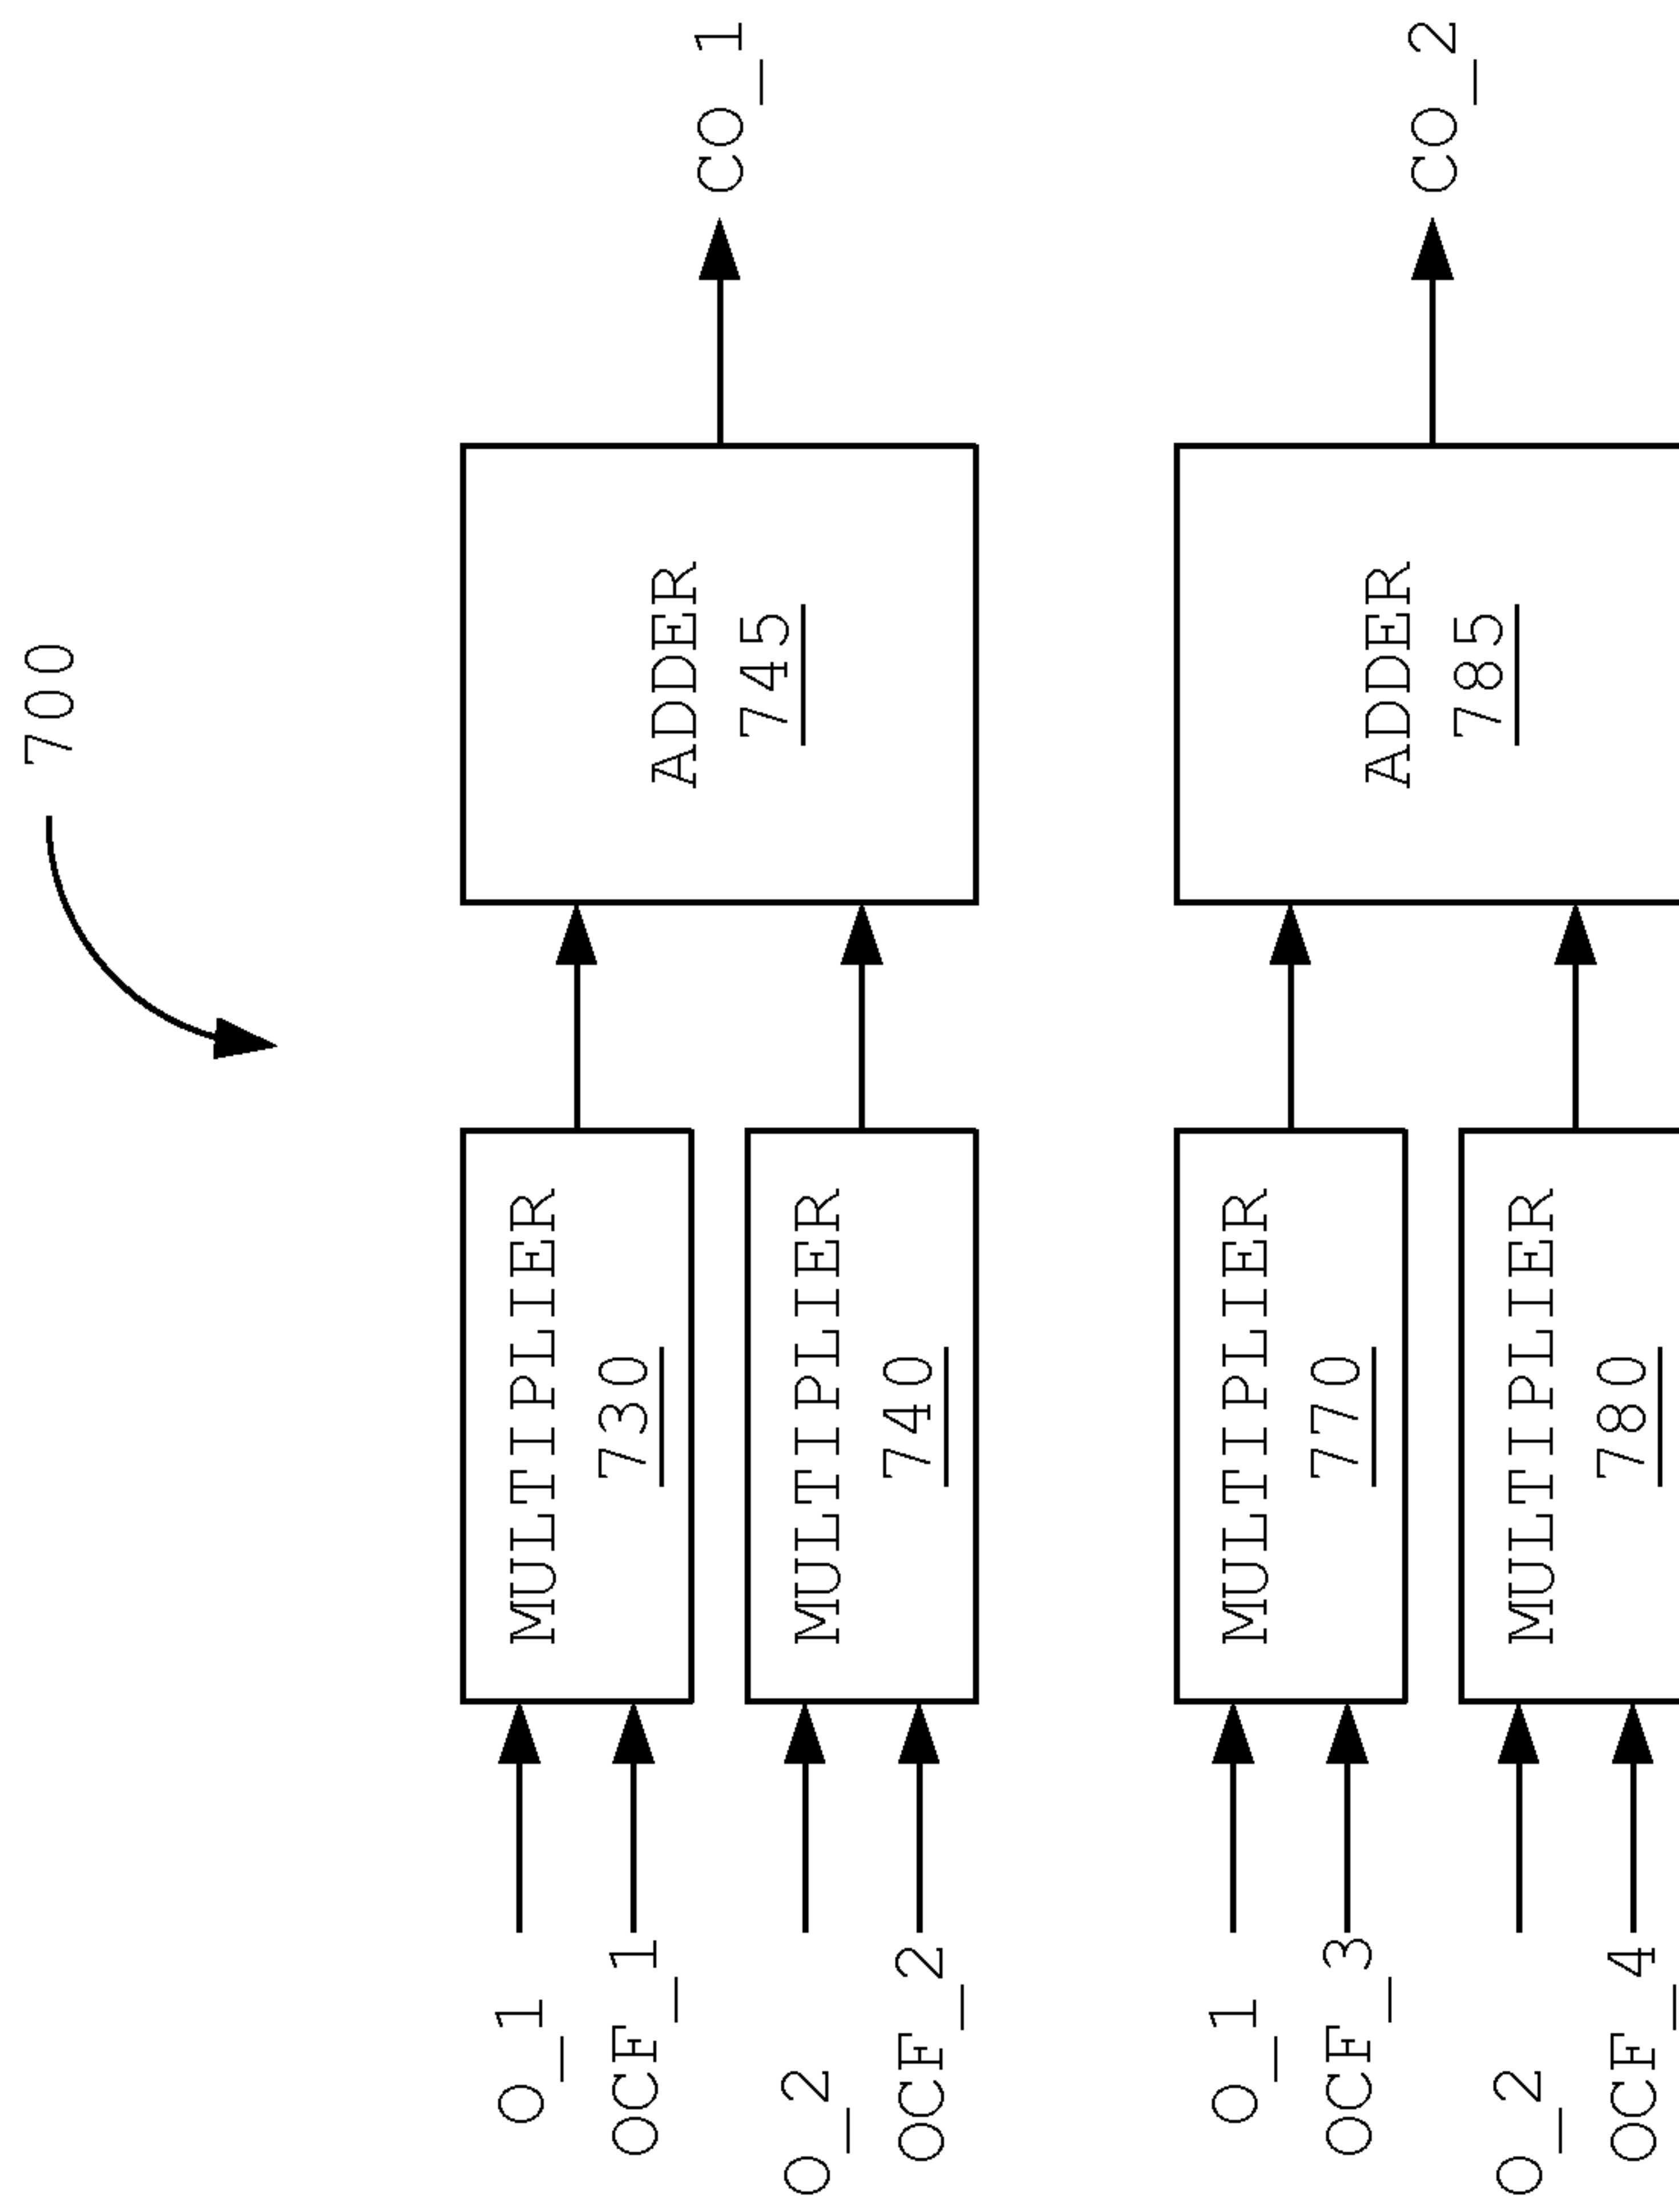 700
O_1
OCF_1
MULTIPLIER
730
O_2
OCF_2
MULTIPLIER
740
ADDER
745
CO_1
O_1
OCF_3
MULTIPLIER
770
O_2
OCF_4
MULTIPLIER
780
ADDER
785
CO_2